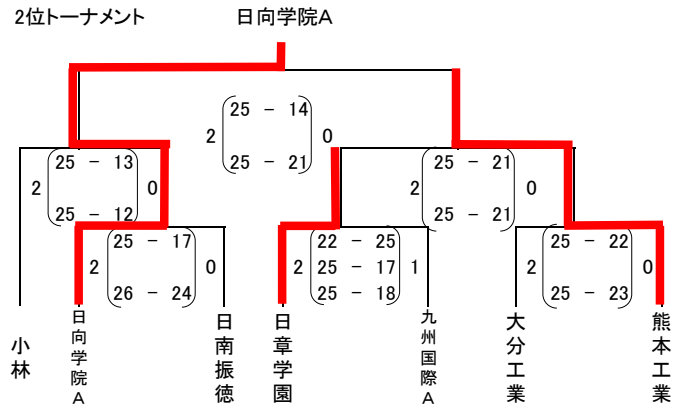 2位トーナメント 日向学院A
2 25 － 14 0
25 － 21
2 25 － 13 0
25 － 12
2 25 － 21 0
25 － 21
2 25 － 17 0
26 － 24
2 22 － 25 1
25 － 17
25 － 18
2 25 － 22 0
25 － 23
小林
日向学院A
日南振徳
日章学園
九州国際A
大分工業
熊本工業